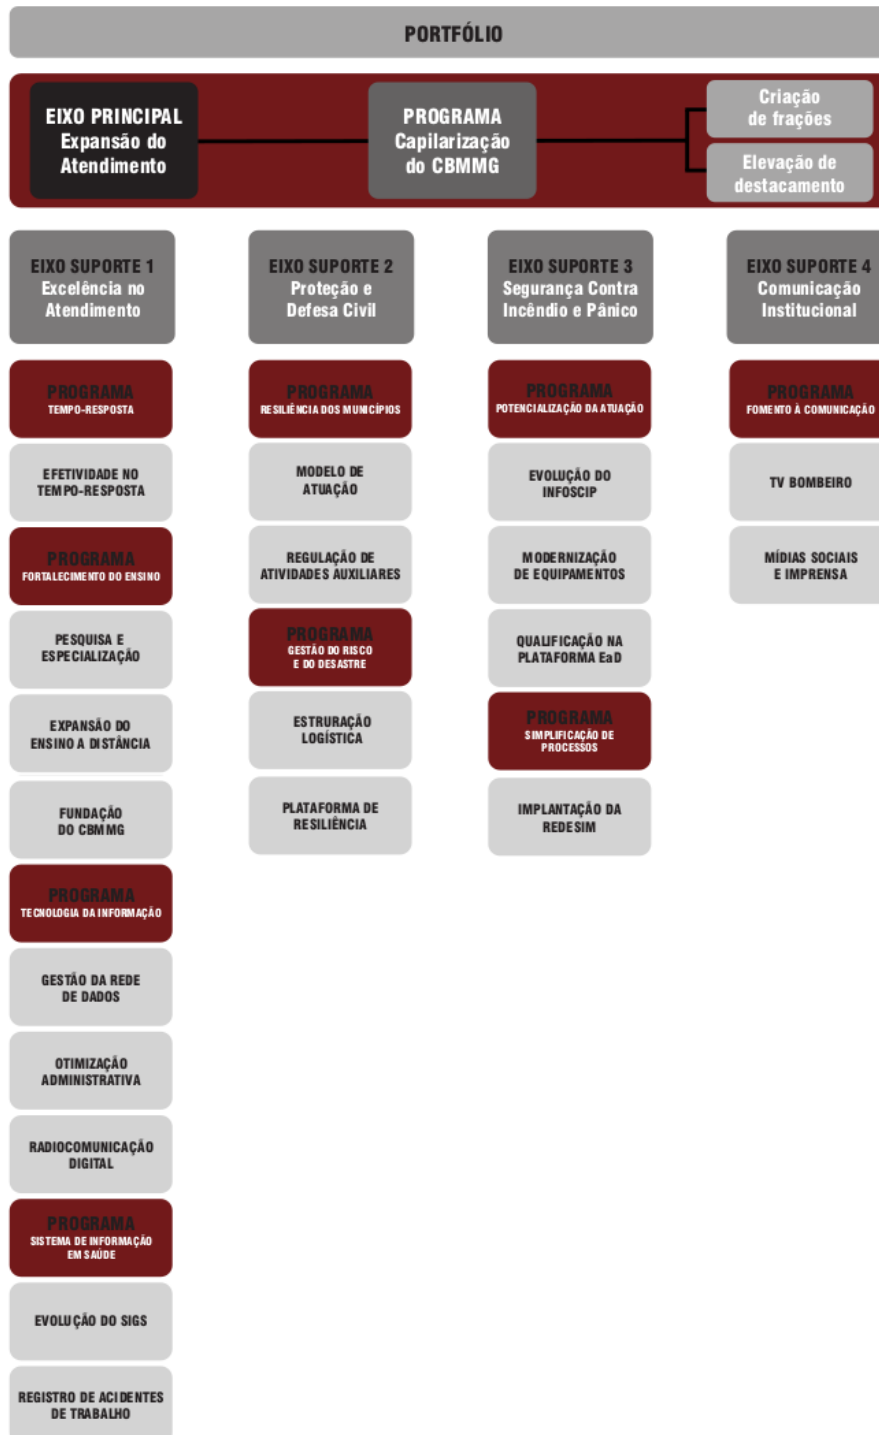 PORTFÓLIO
EIXO PRINCIPAL
Expansão do
Atendimento
PROGRAMA
Capilarização
do CBMMG
Criação
de frações
Elevação de
destacamento
EIXO SUPORTE 1
Excelência no
Atendimento
PROGRAMA
TEMPO-RESPOSTA
EFETIVIDADE NO
TEMPO-RESPOSTA
PROGRAMA
FORTALECIMENTO DO ENSINO
PESQUISA E
ESPECIALIZAÇÃO
EXPANSÃO DO
ENSINO A DISTÂNCIA
FUNDAÇÃO
DO CBMMG
PROGRAMA
TECNOLOGIA DA INFORMAÇÃO
GESTÃO DA REDE
DE DADOS
OTIMIZAÇÃO
ADMINISTRATIVA
RADIOCOMUNICAÇÃO
DIGITAL
PROGRAMA
SISTEMA DE INFORMAÇÃO
EM SAÚDE
EVOLUÇÃO DO SIGS
REGISTRO DE ACIDENTES
DE TRABALHO
EIXO SUPORTE 2
Proteção e
Defesa Civil
PROGRAMA
RESILIÊNCIA DOS MUNICÍPIOS
MODELO DE
ATUAÇÃO
REGULAÇÃO DE
ATIVIDADES AUXILIARES
PROGRAMA
GESTÃO DO RISCO
E DO DESASTRE
ESTRURAÇÃO
LOGÍSTICA
PLATAFORMA DE
RESILIÊNCIA
EIXO SUPORTE 3
Segurança Contra
Incêndio e Pânico
PROGRAMA
POTENCIALIZAÇÃO DA ATUAÇÃO
EVOLUÇÃO DO
INFOSCIP
MODERNIZAÇÃO
DE EQUIPAMENTOS
QUALIFICAÇÃO NA
PLATAFORMA EaD
PROGRAMA
SIMPLIFICAÇÃO DE
PROCESSOS
IMPLANTAÇÃO DA
REDESIM
EIXO SUPORTE 4
Comunicação
Institucional
PROGRAMA
FOMENTO À COMUNICAÇÃO
TV BOMBEIRO
MÍDIAS SOCIAIS
E IMPRENSA